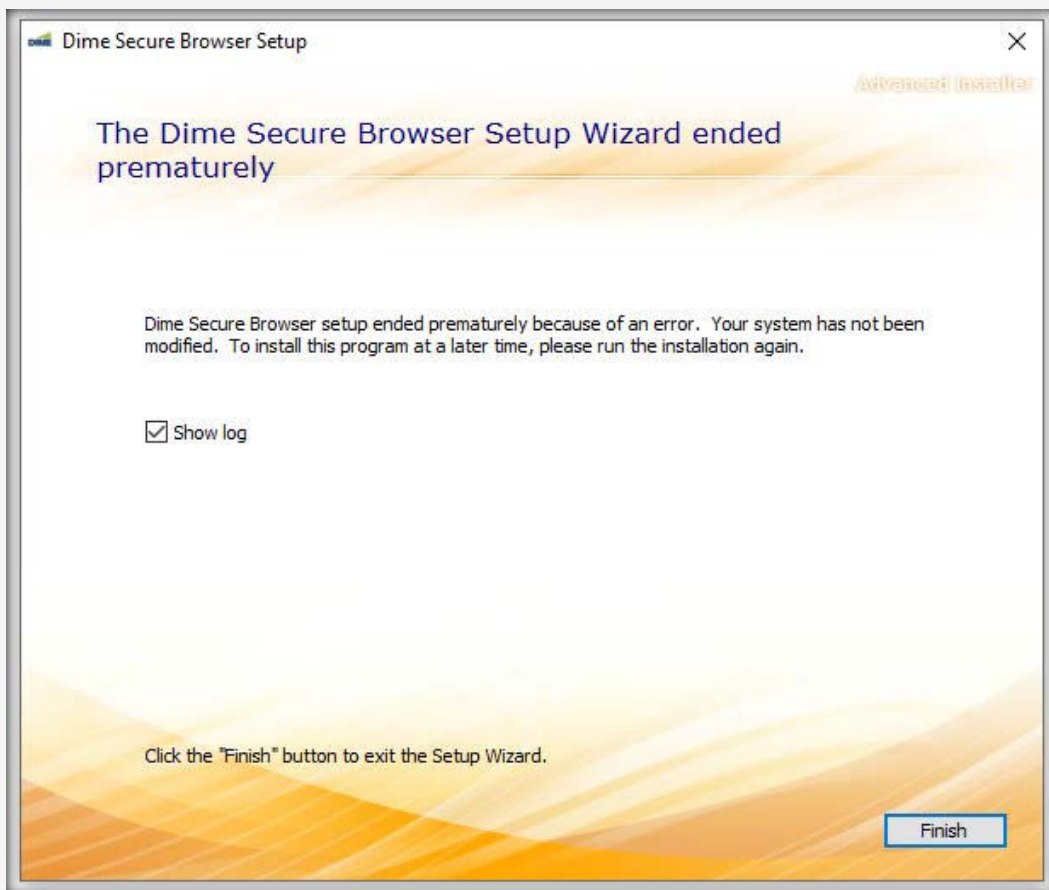 DIME Dime Secure Browser Setup
Advanced Installer
The Dime Secure Browser Setup Wizard ended
prematurely
Dime Secure Browser setup ended prematurely because of an error.  Your system has not been
modified.  To install this program at a later time, please run the installation again.
Show log
Click the "Finish" button to exit the Setup Wizard.
Finish